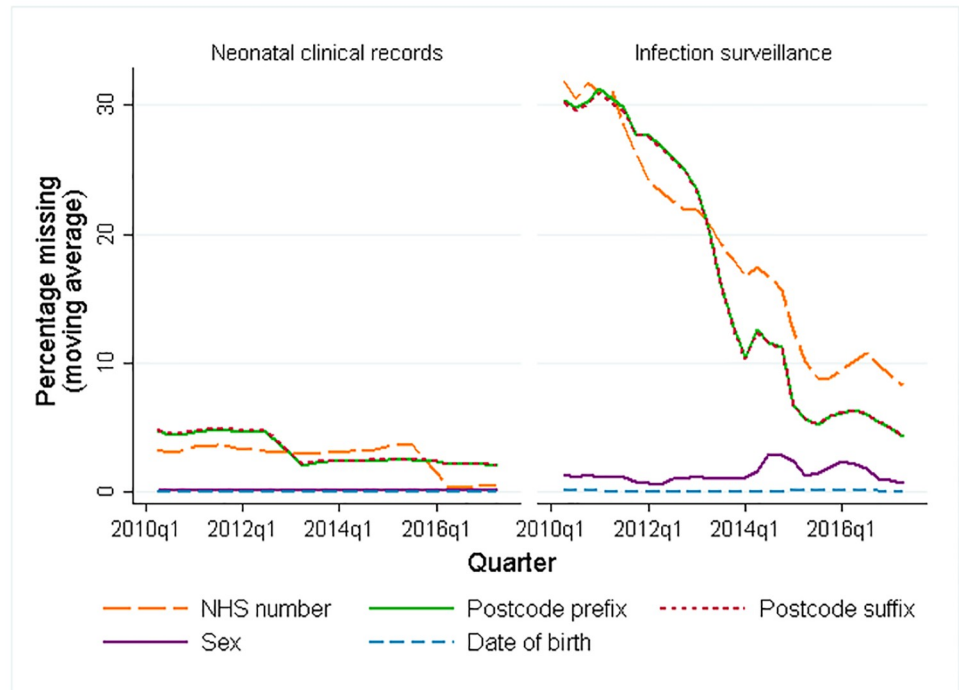 Neonatal clinical records
Infection surveillance
Percentage missing
(moving average)
30
20
10
0
2010q1 2012q1 2014q1 2016q1
2010q1 2012q1 2014q1 2016q1
Quarter
NHS number Postcode prefix Postcode suffix
Sex Date of birth